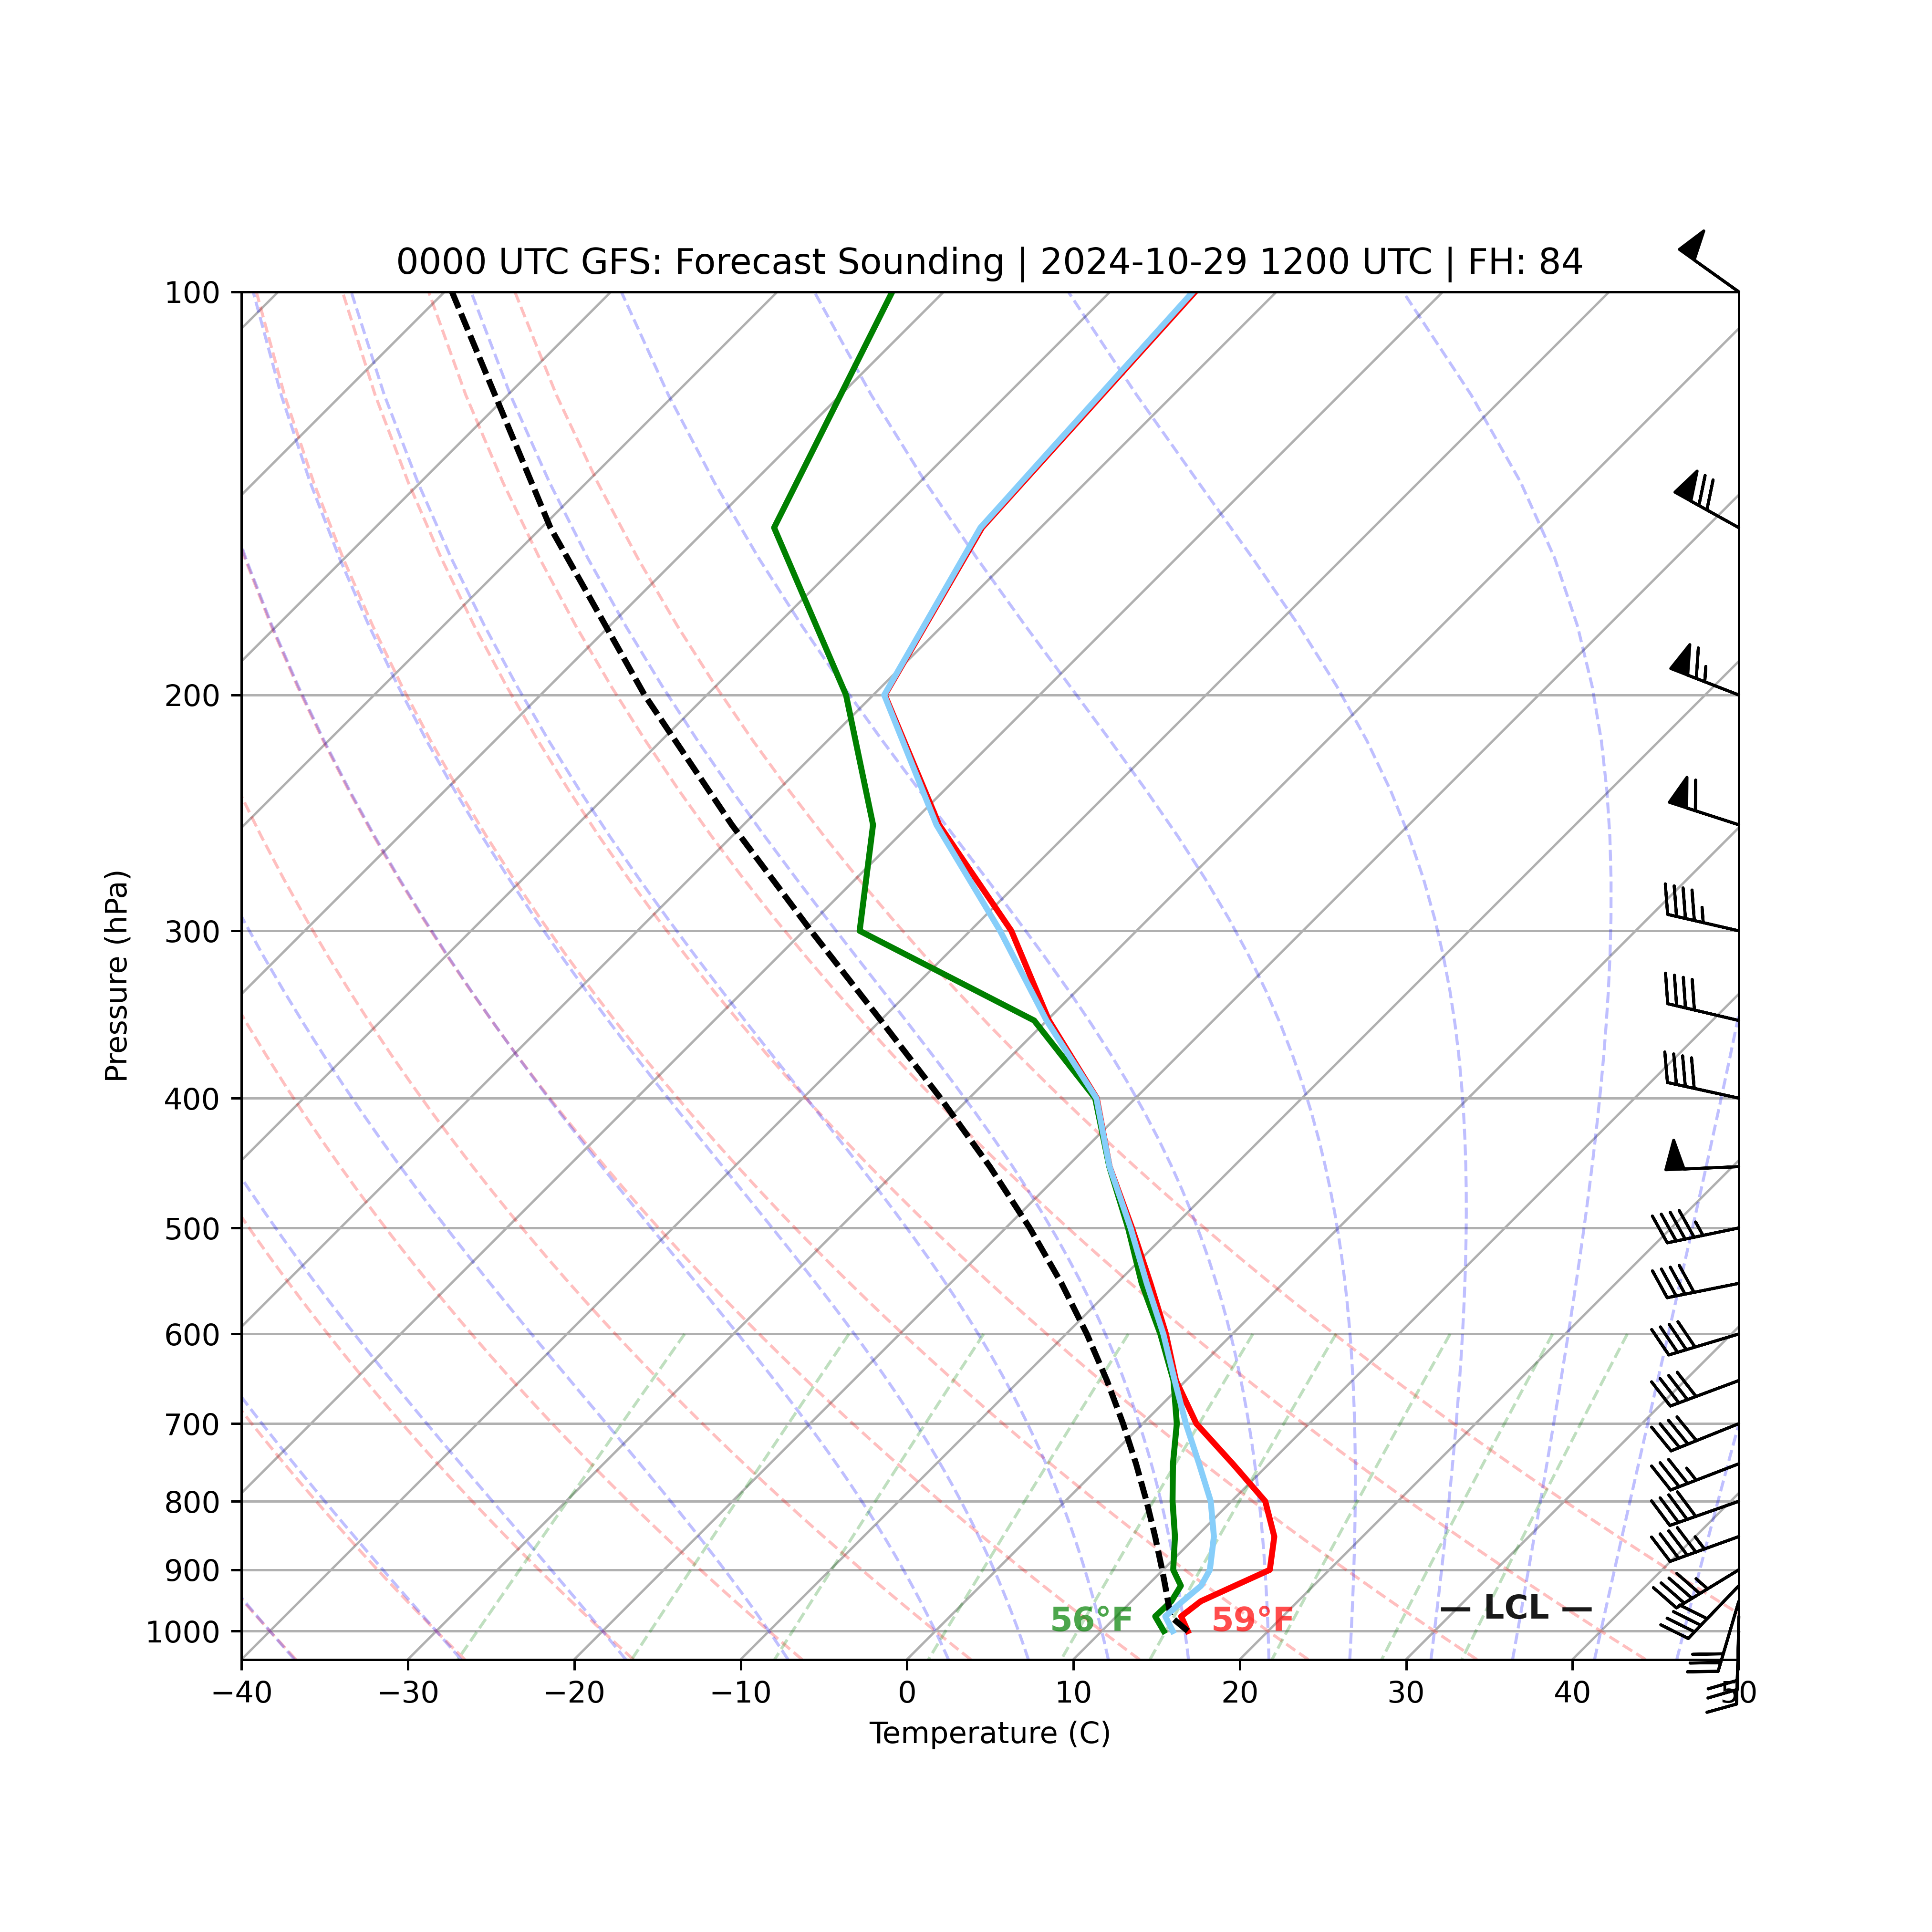 0000 UTC GFS: Forecast Sounding | 2024-10-29 1200 UTC | FH: 84
100
200
300
400
500
600
700
800
900
1000
Pressure (hPa)
56°F
59°F
— LCL —
−40 −30 −20 −10 0 10 20 30 40 50
Temperature (C)